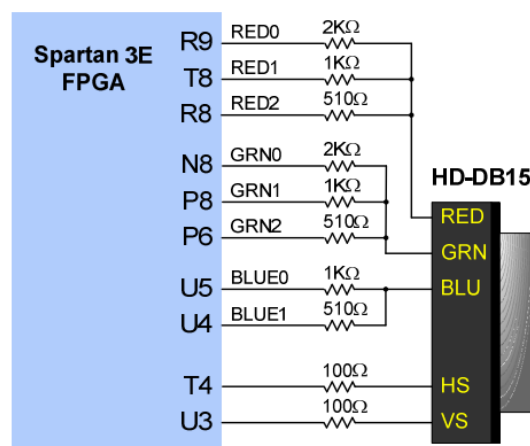 Spartan 3E
FPGA
R9 RED0 2KΩ
T8 RED1 1KΩ
R8 RED2 510Ω
N8 GRN0 2KΩ
P8 GRN1 1KΩ
P6 GRN2 510Ω
U5 BLUE0 1KΩ
U4 BLUE1 510Ω
T4 100Ω
U3 100Ω
HD-DB15
RED
GRN
BLU
HS
VS